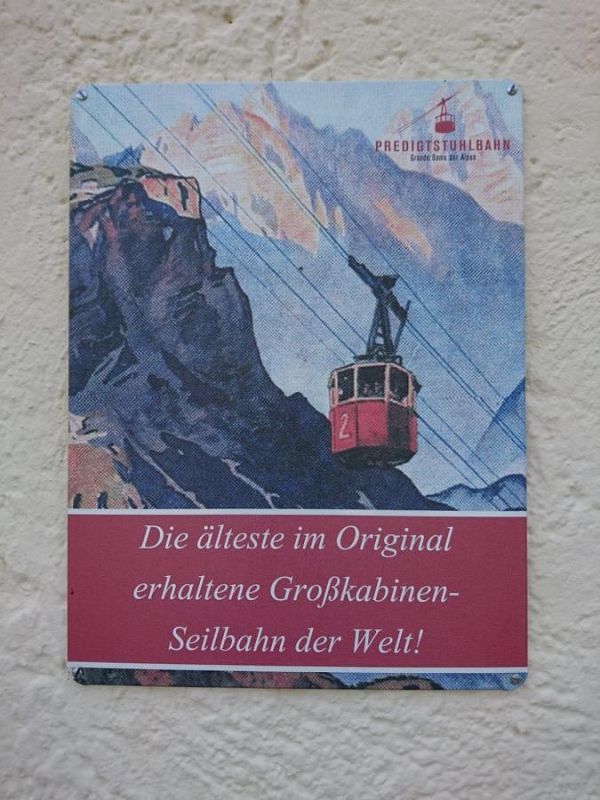 PREDIGTSTUHLBAHN
Grande Dame der Alpen
2
Die älteste im Original
erhaltene Großkabinen-
Seilbahn der Welt!